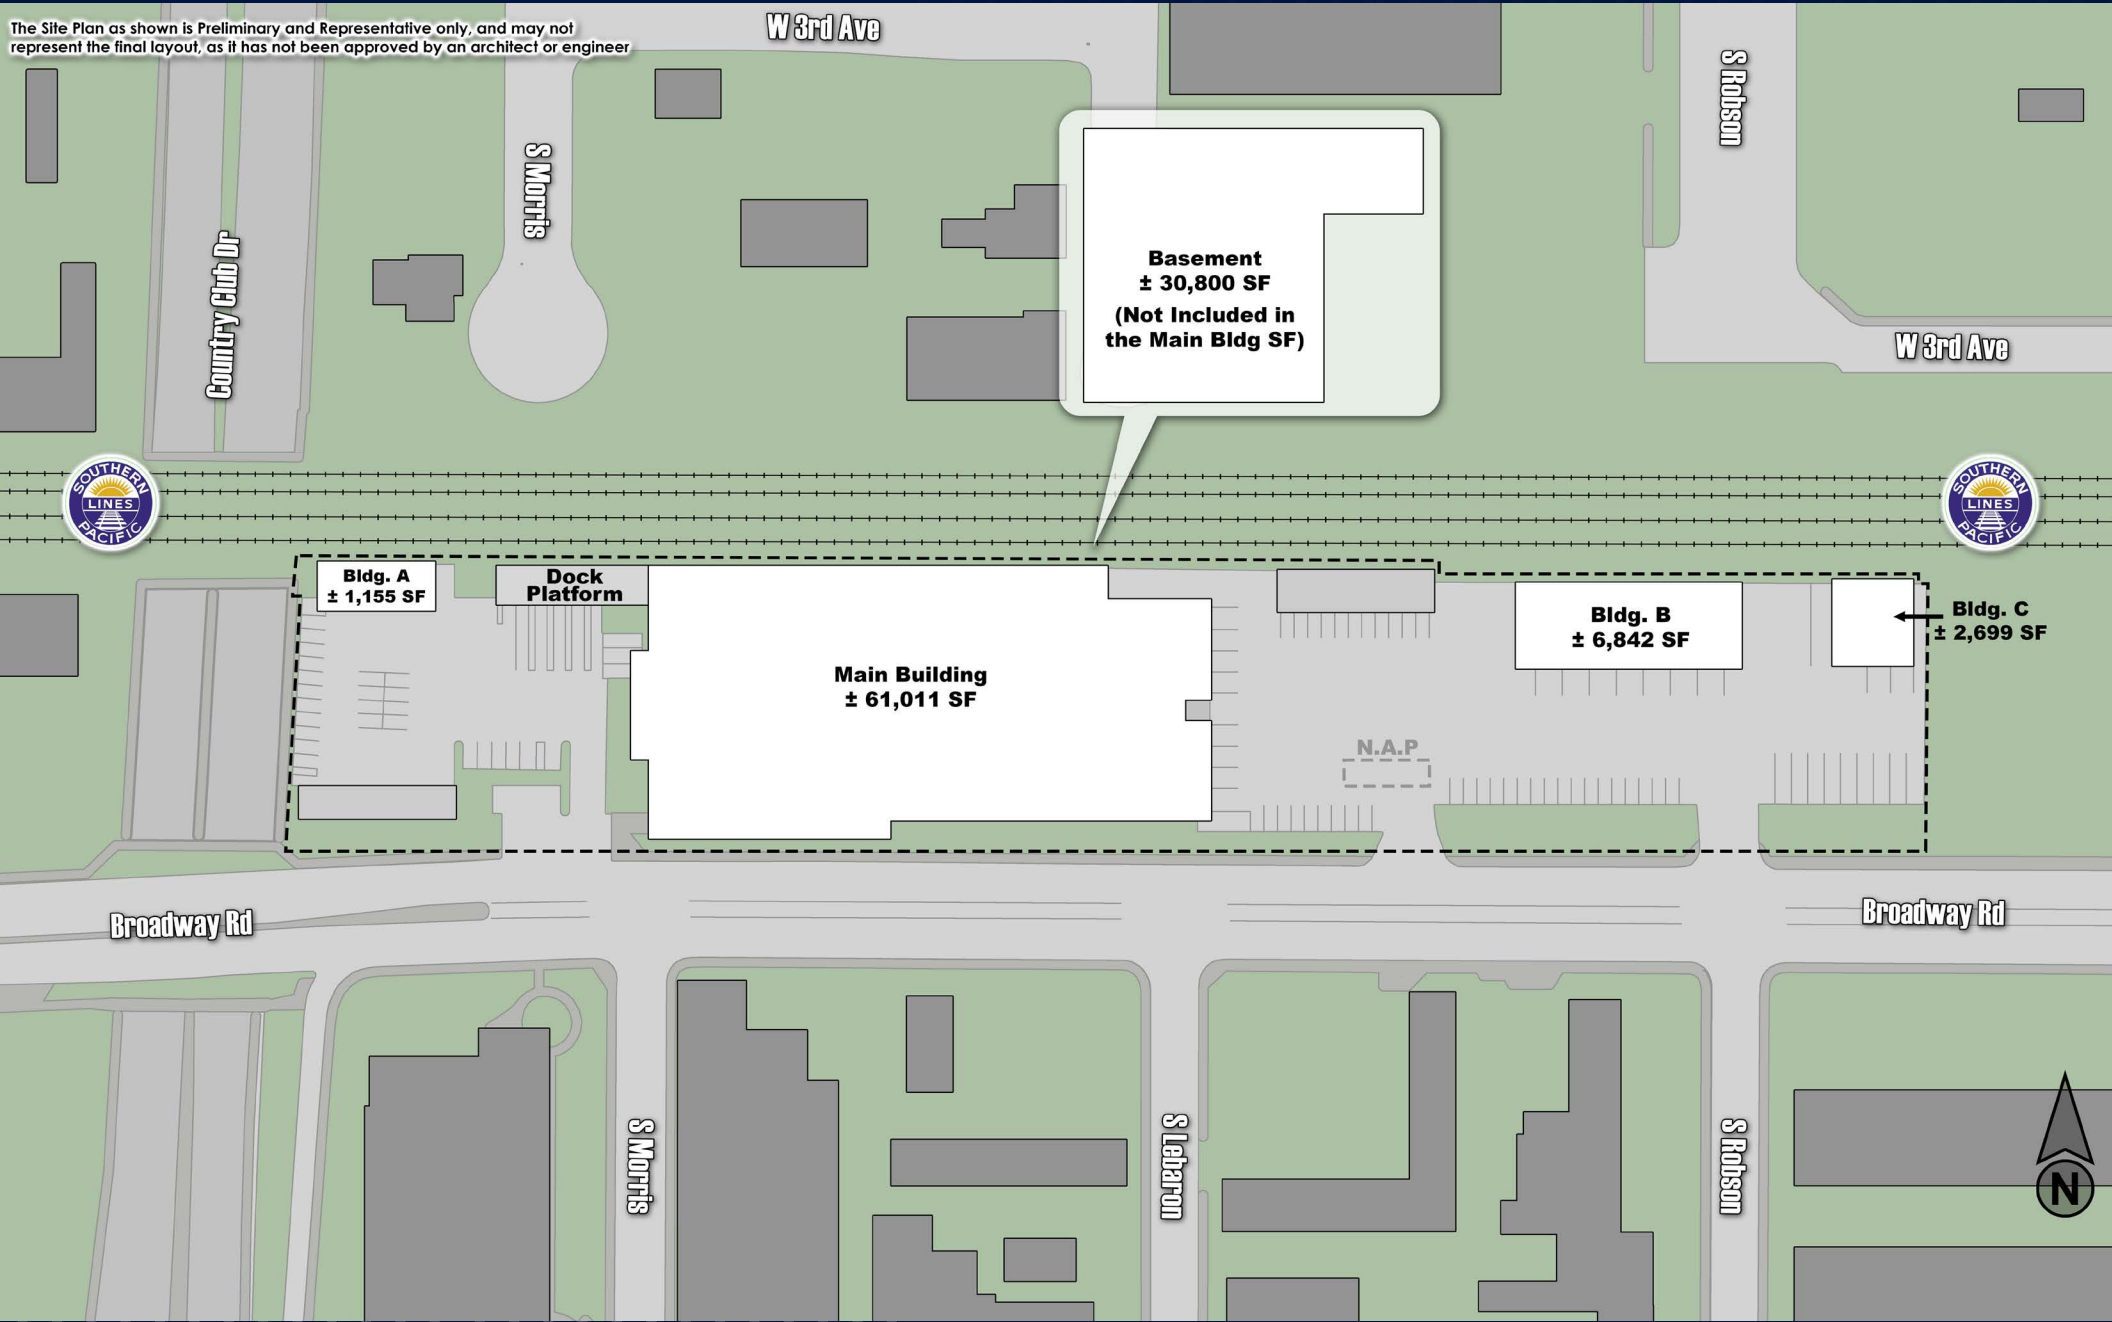 The Site Plan as shown is Preliminary and Representative only, and may not
represent the final layout, as it has not been approved by an architect or engineer
W 3rd Ave
S Robson
S Morris
Country Club Dr
Basement
± 30,800 SF
(Not Included in
the Main Bldg SF)
W 3rd Ave
SOUTHERN
LINES
PACIFIC
SOUTHERN
LINES
PACIFIC
Bldg. A
± 1,155 SF
Dock
Platform
Main Building
± 61,011 SF
Bldg. B
± 6,842 SF
Bldg. C
± 2,699 SF
N.A.P
Broadway Rd
Broadway Rd
S Morris
S Lebaron
S Robson
N